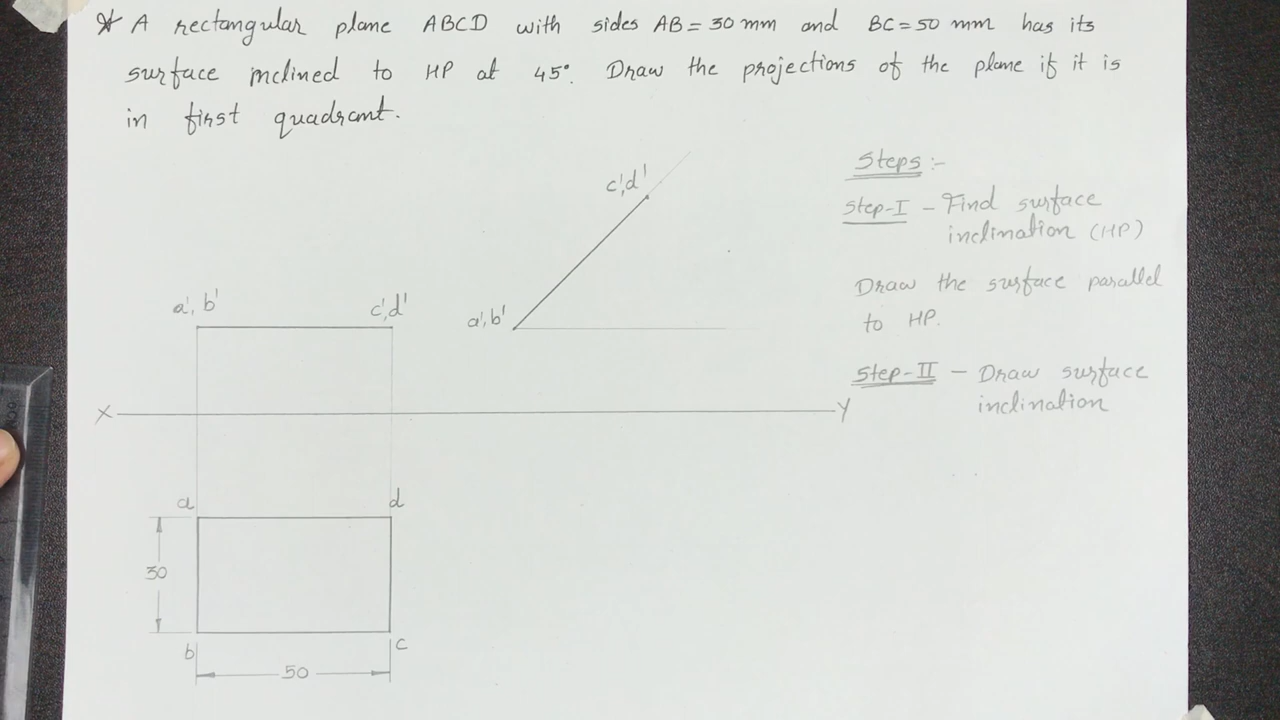 A rectangular plane ABCD with sides AB = 30 mm and BC = 50 mm has its
surface inclined to HP at 45°. Draw the projections of the plane if it is
in first quadrant.
Steps :-
Step-I - Find surface
inclination (HP)
Draw the surface parallel
to HP.
Step-II - Draw surface
inclination
c',d'
a',b'
a', b'
c',d'
X
Y
a
d
30
b
c
50